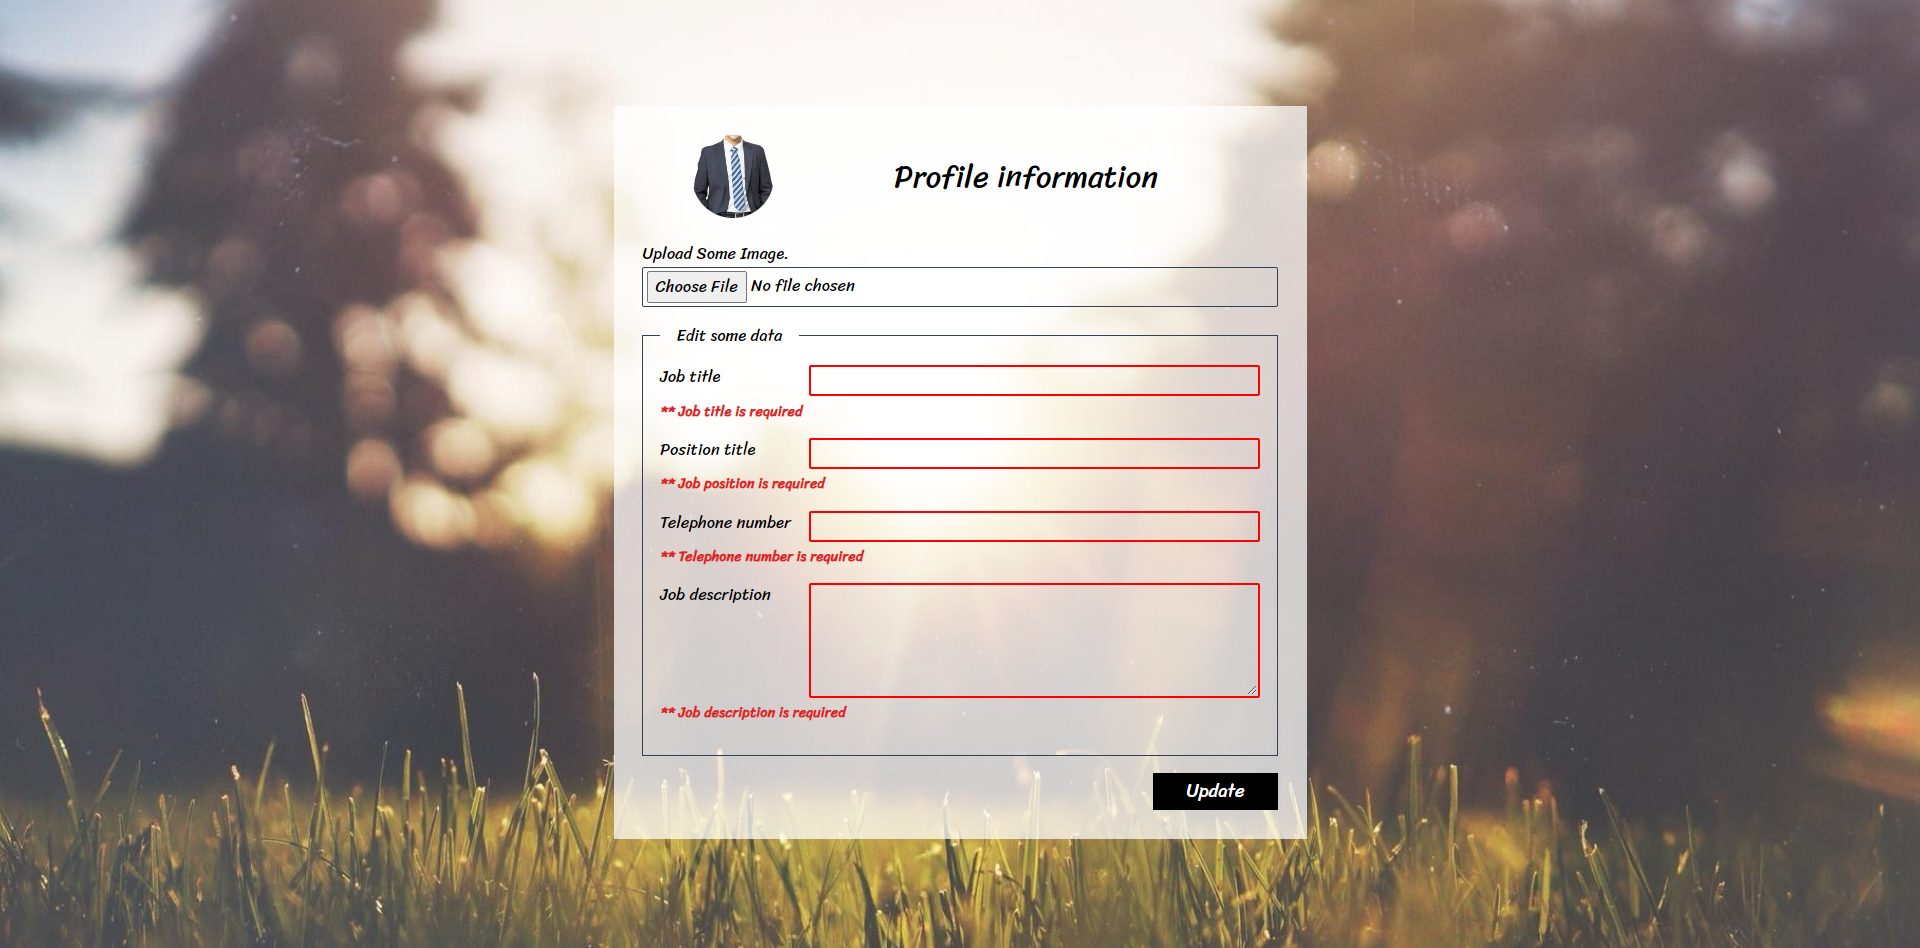 Profile information
Upload Some Image.
Choose File No file chosen
Edit some data
Job title
** Job title is required
Position title
** Job position is required
Telephone number
** Telephone number is required
Job description
** Job description is required
Update